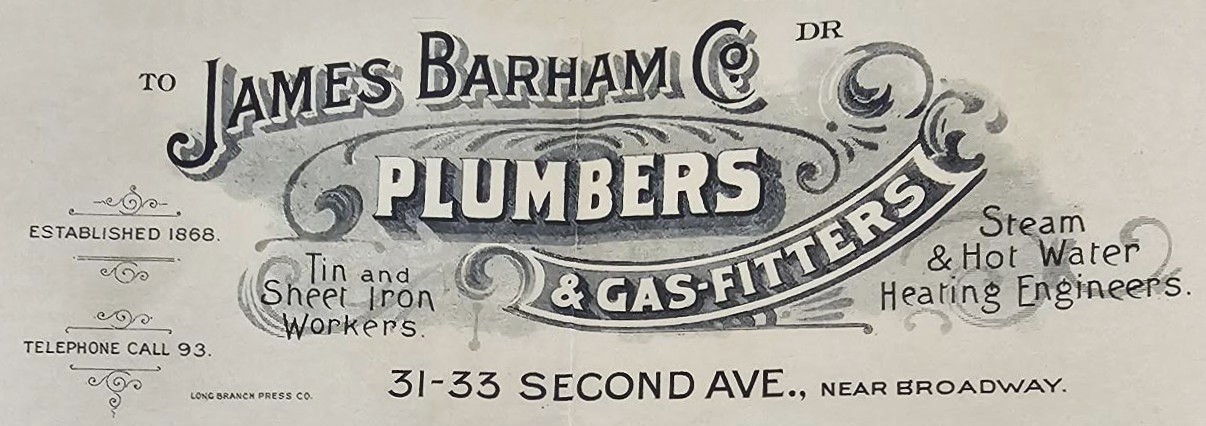 TO JAMES BARHAM CO. DR
PLUMBERS
& GAS-FITTERS
ESTABLISHED 1868.
TELEPHONE CALL 93.
Tin and
Sheet Iron
Workers.
Steam
& Hot Water
Heating Engineers.
31-33 SECOND AVE., NEAR BROADWAY.
LONG BRANCH PRESS CO.